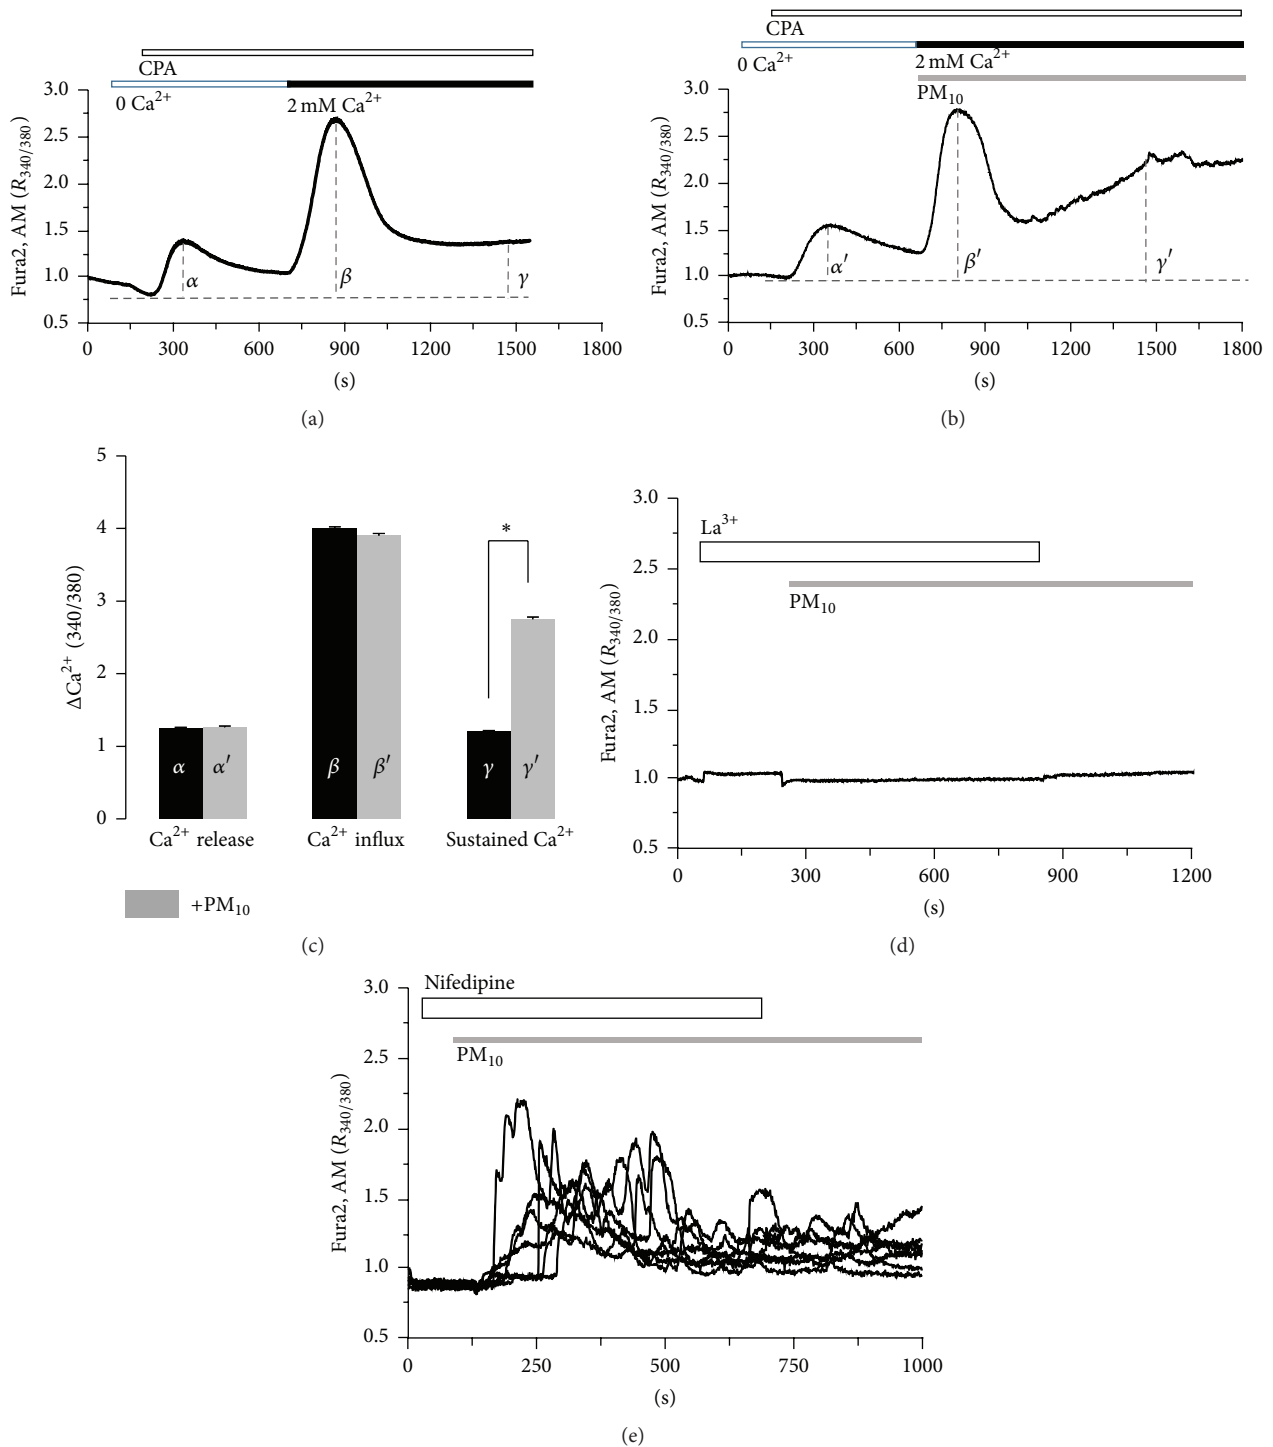 CPA
0 Ca²⁺
2 mM Ca²⁺
Fura2, AM (R340/380)
3.0
2.5
2.0
1.5
1.0
0.5
α
β
γ
0 300 600 900 1200 1500 1800
(s)
(a)
CPA
0 Ca²⁺
2 mM Ca²⁺
PM₁₀
Fura2, AM (R340/380)
3.0
2.5
2.0
1.5
1.0
0.5
α′
β′
γ′
0 300 600 900 1200 1500 1800
(s)
(b)
ΔCa²⁺ (340/380)
5
4
3
2
1
0
*
α α′ β β′ γ γ′
Ca²⁺ release Ca²⁺ influx Sustained Ca²⁺
+PM₁₀
(c)
La³⁺
PM₁₀
Fura2, AM (R340/380)
3.0
2.5
2.0
1.5
1.0
0.5
0 300 600 900 1200
(s)
(d)
Nifedipine
PM₁₀
Fura2, AM (R340/380)
3.0
2.5
2.0
1.5
1.0
0.5
0 250 500 750 1000
(s)
(e)